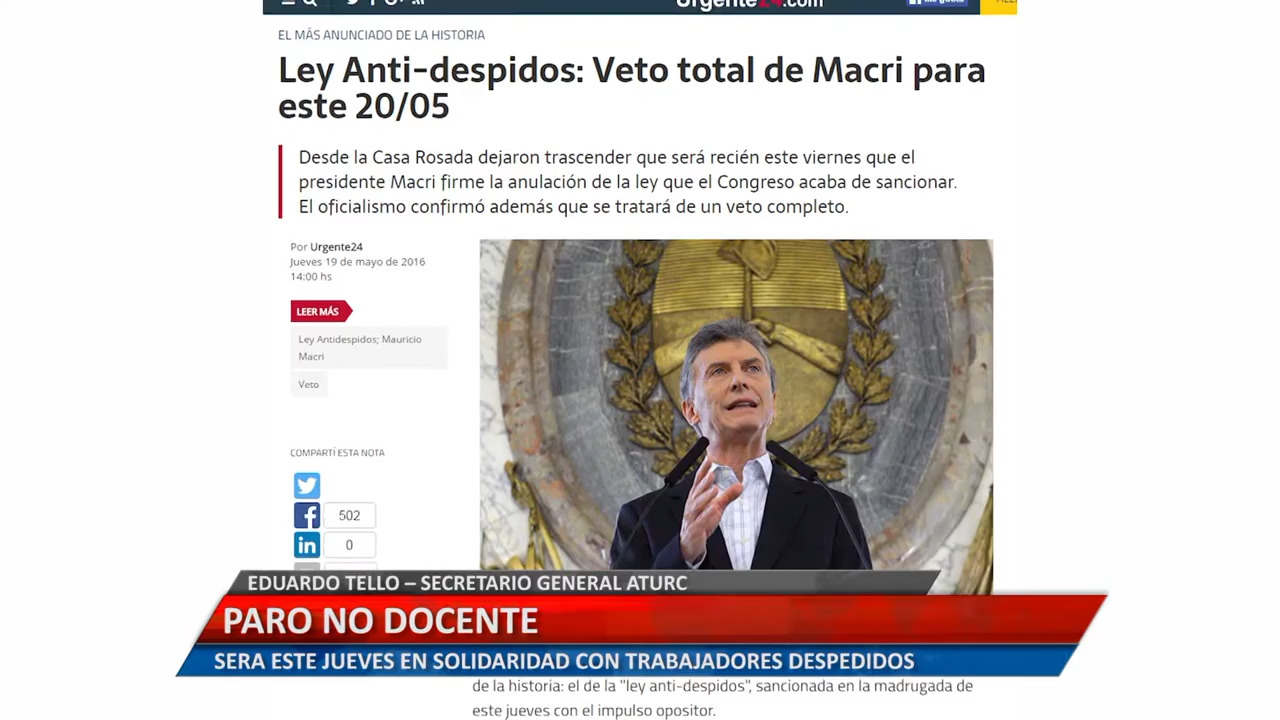 Urgente24.com
EL MÁS ANUNCIADO DE LA HISTORIA
Ley Anti-despidos: Veto total de Macri para
este 20/05
Desde la Casa Rosada dejaron trascender que será recién este viernes que el
presidente Macri firme la anulación de la ley que el Congreso acaba de sancionar.
El oficialismo confirmó además que se tratará de un veto completo.
Por Urgente24
Jueves 19 de mayo de 2016
14:00 hs
LEER MÁS
Ley Antidespidos; Mauricio
Macri
Veto
COMPARTÍ ESTA NOTA
502
0
EDUARDO TELLO – SECRETARIO GENERAL ATURC
PARO NO DOCENTE
SERA ESTE JUEVES EN SOLIDARIDAD CON TRABAJADORES DESPEDIDOS
de la historia: el de la "ley anti-despidos", sancionada en la madrugada de
este jueves con el impulso opositor.